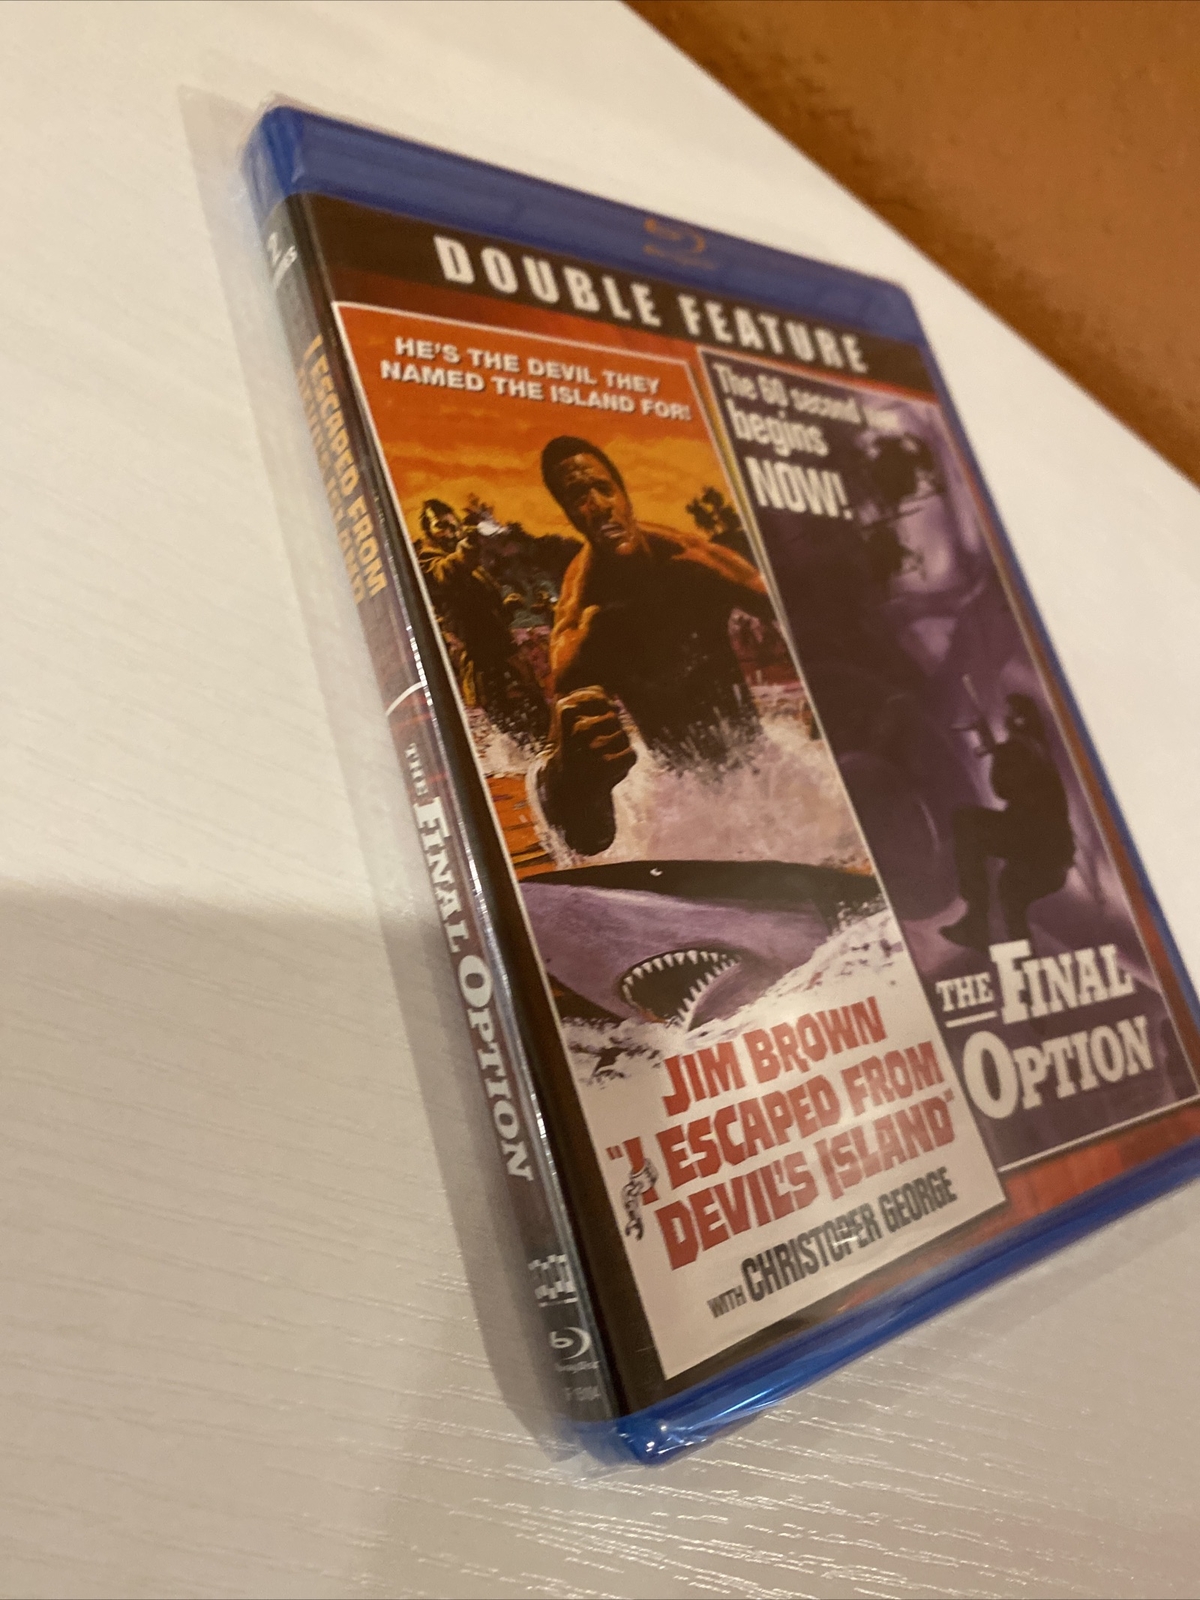 DOUBLE FEATURE
HE'S THE DEVIL THEY
NAMED THE ISLAND FOR!
JIM BROWN
"I ESCAPED FROM
DEVIL'S ISLAND"
WITH CHRISTOPER GEORGE
The 60 second
begins
NOW!
THE FINAL
OPTION
I ESCAPED FROM
THE FINAL OPTION